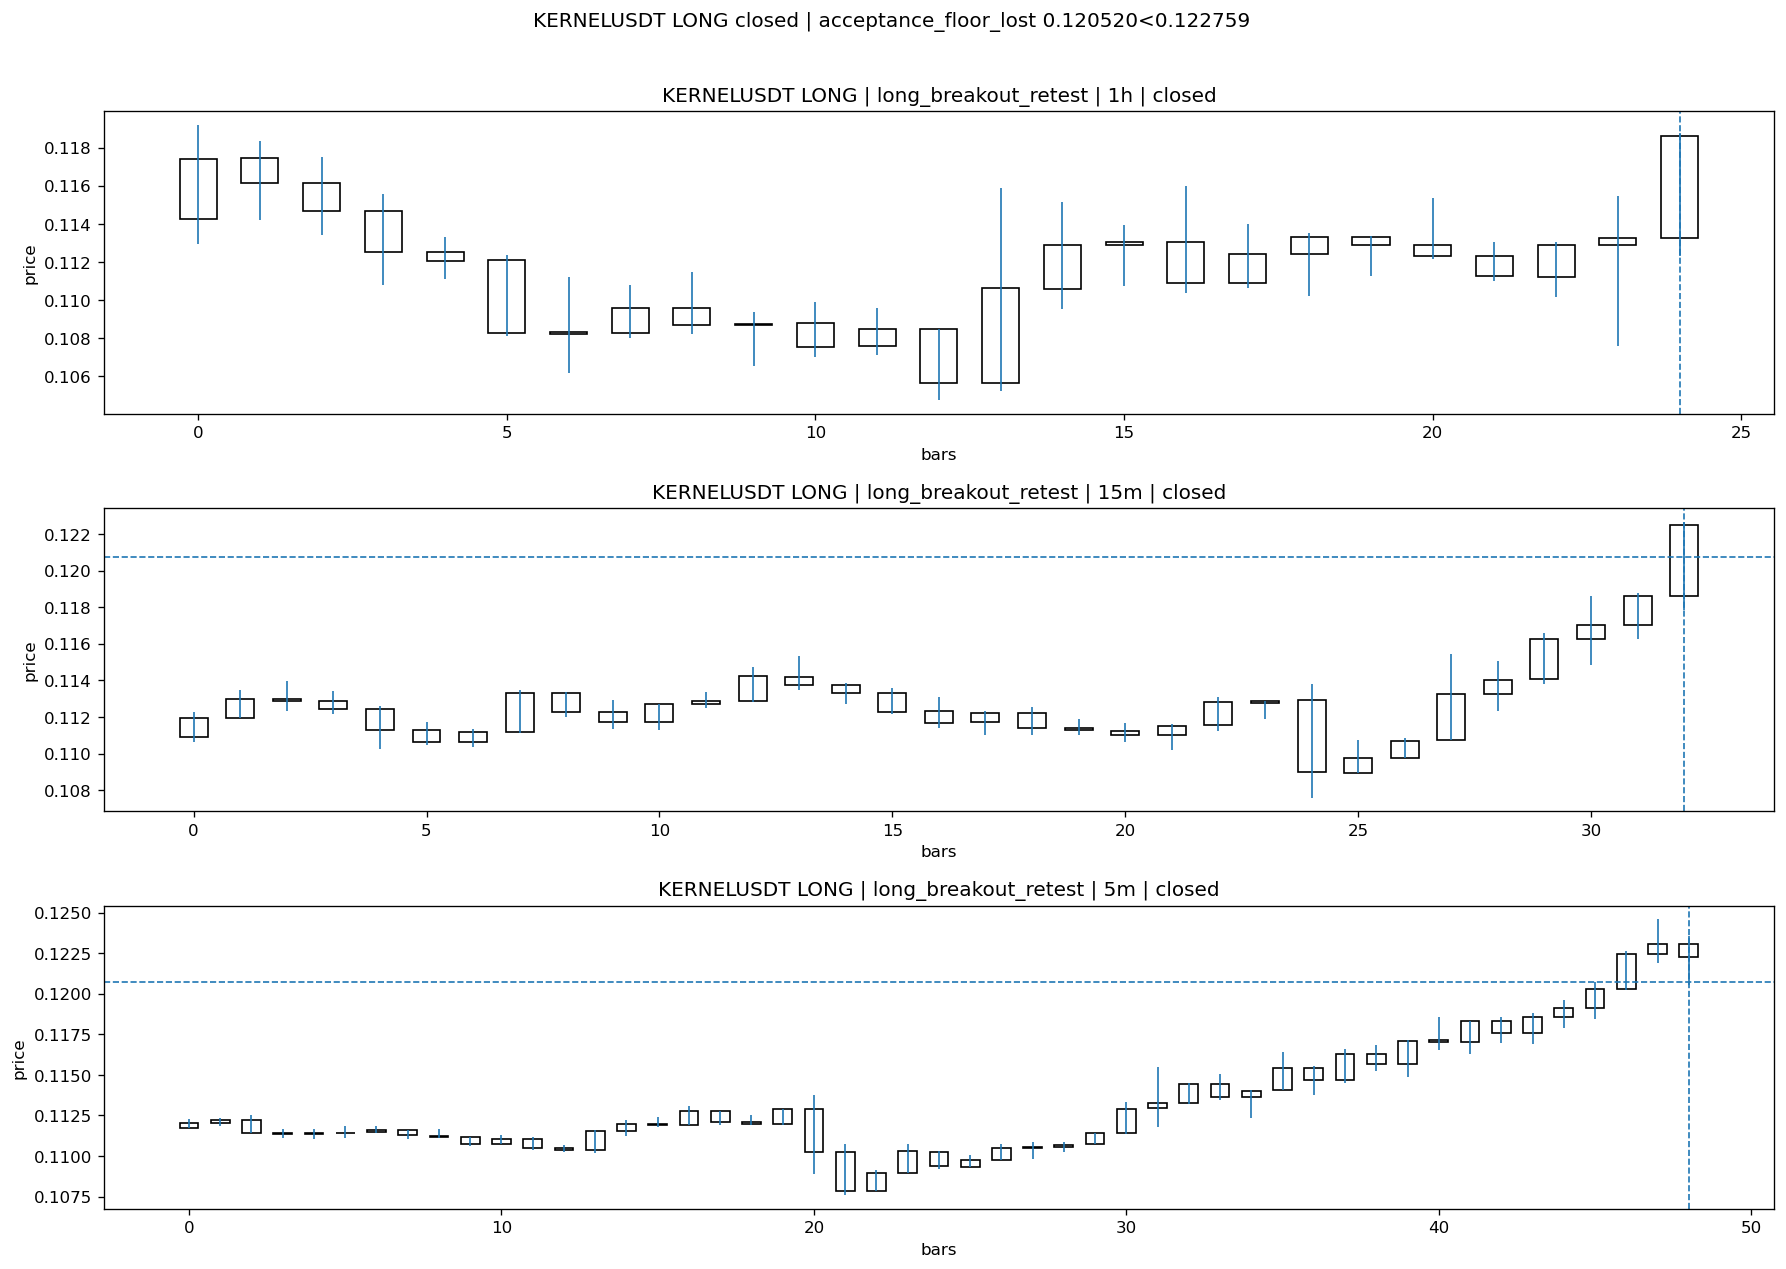 KERNELUSDT LONG closed | acceptance_floor_lost 0.120520<0.122759
KERNELUSDT LONG | long_breakout_retest | 1h | closed
0.118
0.116
0.114
0.112
0.110
0.108
0.106
price
0 5 10 15 20 25
bars
KERNELUSDT LONG | long_breakout_retest | 15m | closed
0.122
0.120
0.118
0.116
0.114
0.112
0.110
0.108
price
0 5 10 15 20 25 30
bars
KERNELUSDT LONG | long_breakout_retest | 5m | closed
0.1250
0.1225
0.1200
0.1175
0.1150
0.1125
0.1100
0.1075
price
0 10 20 30 40 50
bars